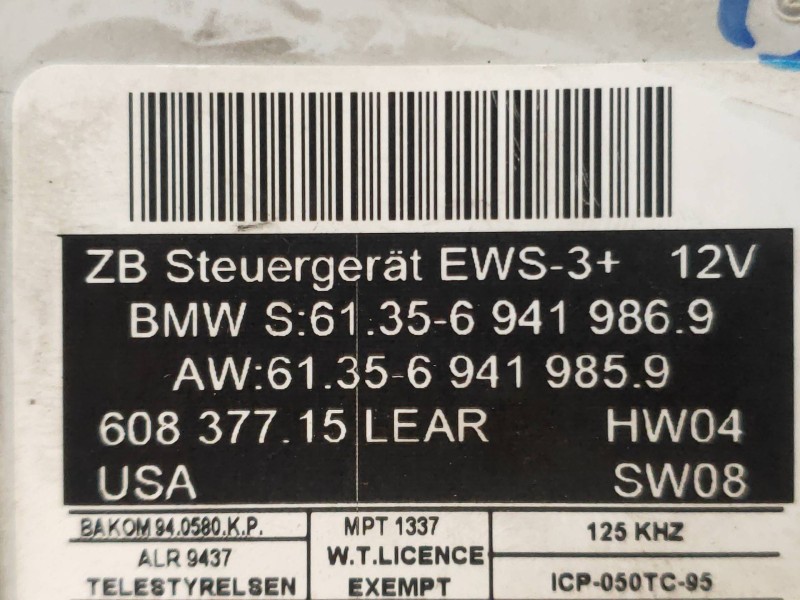 ZB Steuergerät EWS-3+ 12V
BMW S:61.35-6 941 986.9
AW:61.35-6 941 985.9
608 377.15 LEAR HW04
USA SW08
BAKOM 94.0580.K.P. MPT 1337 125 KHZ
ALR 9437 W.T.LICENCE
TELESTYRELSEN EXEMPT ICP-050TC-95